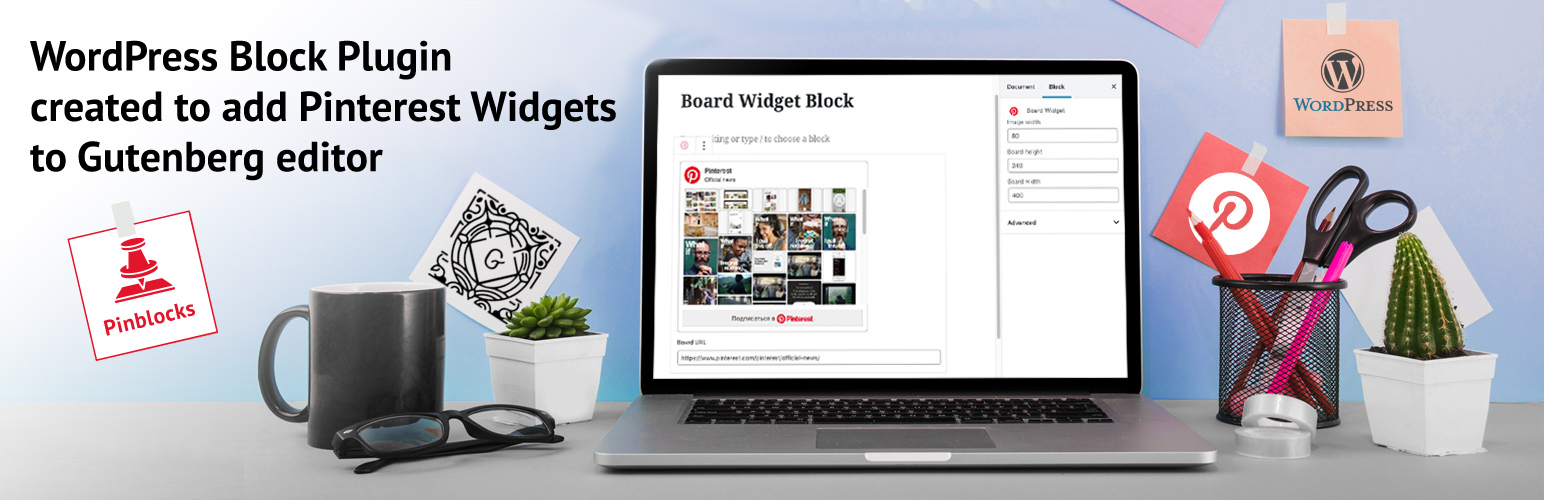 WordPress Block Plugin
created to add Pinterest Widgets
to Gutenberg editor
Pinblocks
G
Board Widget Block
king or type / to choose a block
Pinterest
Official news
Подписаться в Pinterest
Board URL
https://www.pinterest.com/pinterest/official-news/
Document Block
Board Widget
Image width
80
Board height
240
Board width
400
Advanced
WORDPRESS